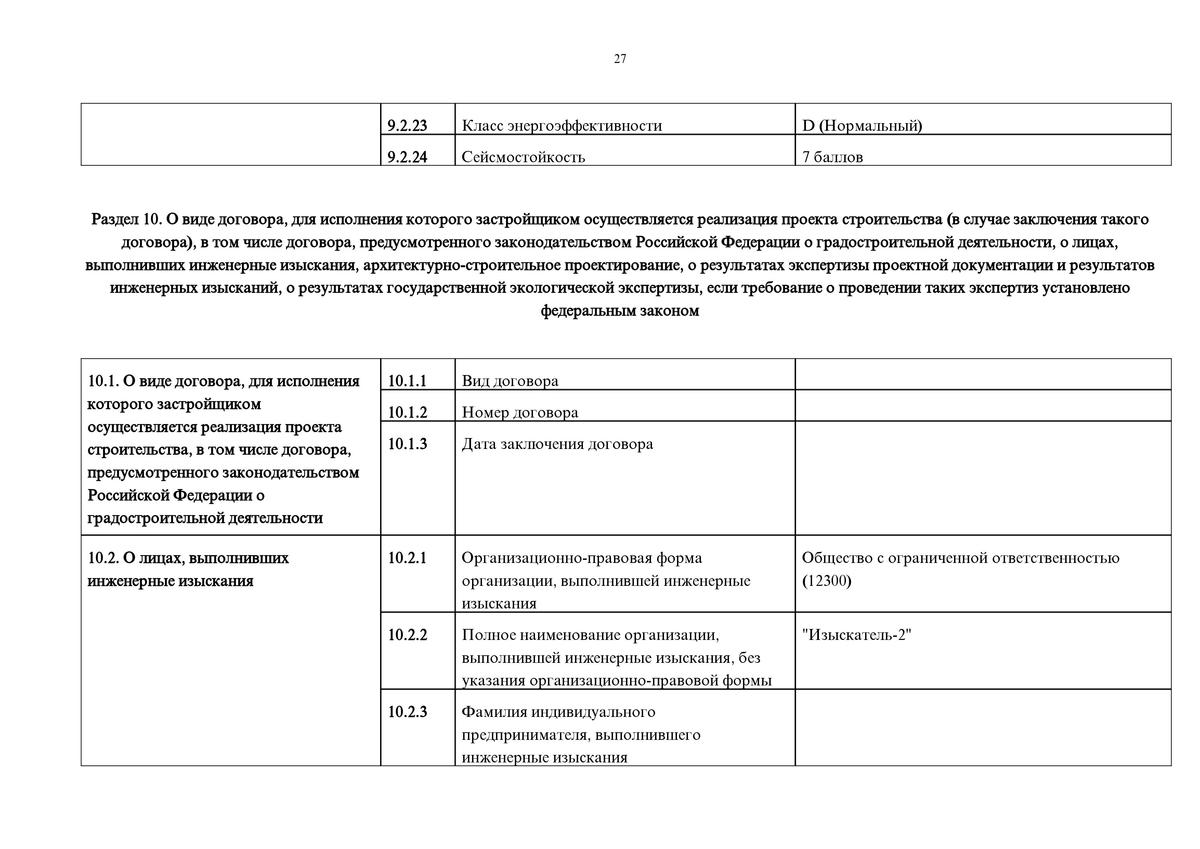 27
9.2.23 Класс энергоэффективности D (Нормальный)
9.2.24 Сейсмостойкость 7 баллов
Раздел 10. О виде договора, для исполнения которого застройщиком осуществляется реализация проекта строительства (в случае заключения такого
договора), в том числе договора, предусмотренного законодательством Российской Федерации о градостроительной деятельности, о лицах,
выполнивших инженерные изыскания, архитектурно-строительное проектирование, о результатах экспертизы проектной документации и результатов
инженерных изысканий, о результатах государственной экологической экспертизы, если требование о проведении таких экспертиз установлено
федеральным законом
10.1. О виде договора, для исполнения
которого застройщиком
осуществляется реализация проекта
строительства, в том числе договора,
предусмотренного законодательством
Российской Федерации о
градостроительной деятельности
10.1.1 Вид договора
10.1.2 Номер договора
10.1.3 Дата заключения договора
10.2. О лицах, выполнивших
инженерные изыскания
10.2.1 Организационно-правовая форма
организации, выполнившей инженерные
изыскания
Общество с ограниченной ответственностью
(12300)
10.2.2 Полное наименование организации,
выполнившей инженерные изыскания, без
указания организационно-правовой формы
"Изыскатель-2"
10.2.3 Фамилия индивидуального
предпринимателя, выполнившего
инженерные изыскания